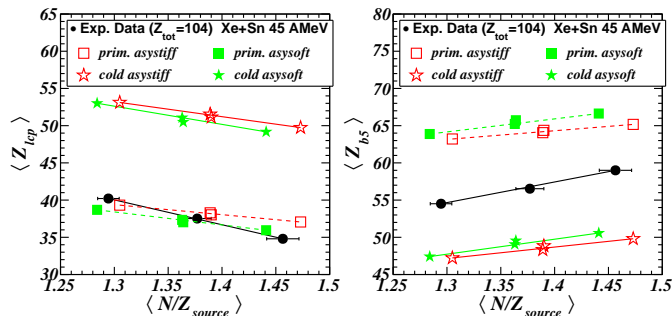 Exp. Data (Z_tot=104) Xe+Sn 45 AMeV
prim. asystiff prim. asysoft
cold asystiff cold asysoft
65
60
55
50
45
40
35
30
1.25 1.3 1.35 1.4 1.45 1.5
⟨ Z_lcp ⟩
⟨ N/Z_source ⟩
Exp. Data (Z_tot=104) Xe+Sn 45 AMeV
prim. asystiff prim. asysoft
cold asystiff cold asysoft
80
75
70
65
60
55
50
45
1.25 1.3 1.35 1.4 1.45 1.5
⟨ Z_b5 ⟩
⟨ N/Z_source ⟩